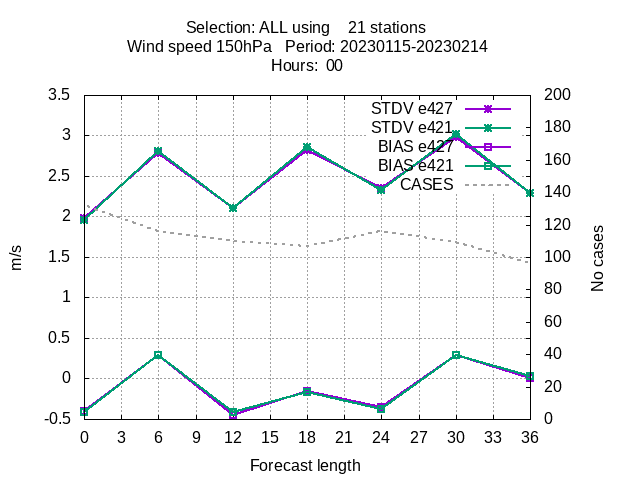 Selection: ALL using    21 stations
Wind speed 150hPa   Period: 20230115-20230214
Hours:  00
3.5
3
2.5
2
1.5
1
0.5
0
-0.5
m/s
STDV e427
STDV e421
BIAS e427
BIAS e421
CASES
200
180
160
140
120
100
80
60
40
20
0
No cases
0 3 6 9 12 15 18 21 24 27 30 33 36
Forecast length